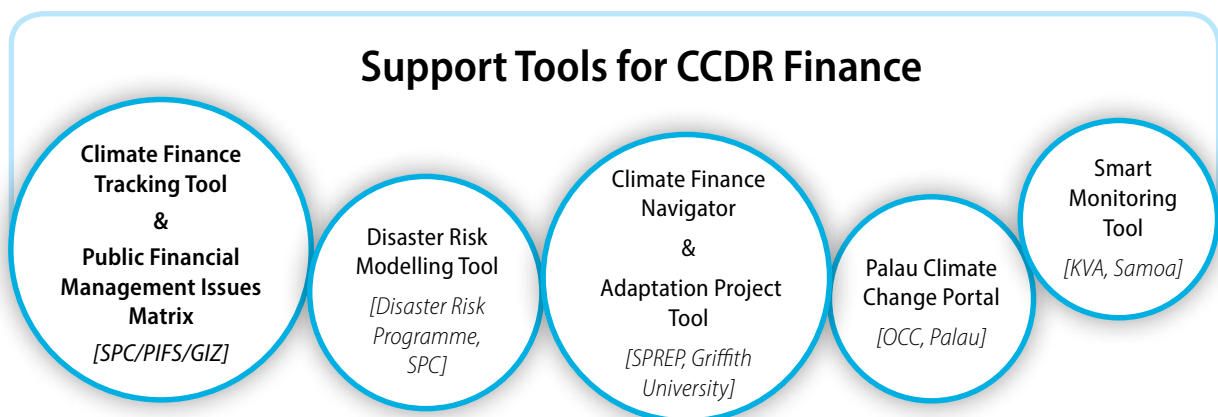 Support Tools for CCDR Finance
Climate Finance
Tracking Tool
&
Public Financial
Management Issues
Matrix
[SPC/PIFS/GIZ]
Disaster Risk
Modelling Tool
[Disaster Risk
Programme,
SPC]
Climate Finance
Navigator
&
Adaptation Project
Tool
[SPREP, Griffith
University]
Palau Climate
Change Portal
[OCC, Palau]
Smart
Monitoring
Tool
[KVA, Samoa]